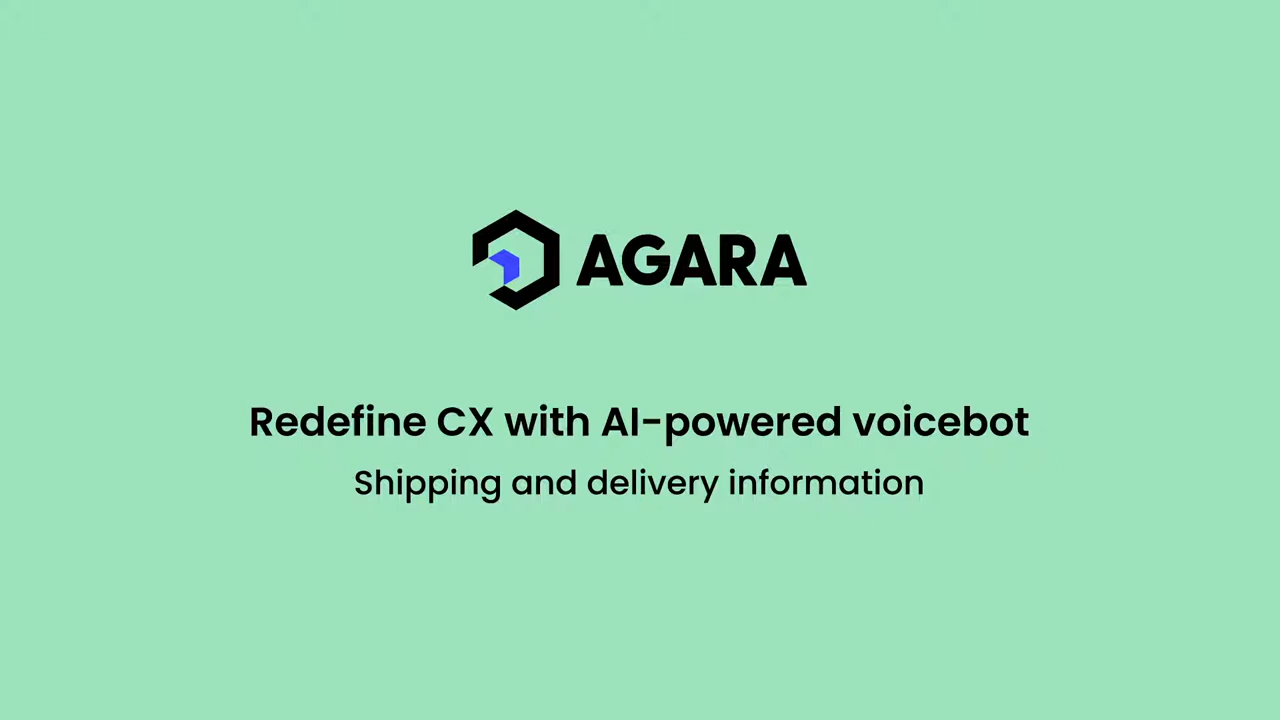 AGARA
Redefine CX with AI-powered voicebot
Shipping and delivery information